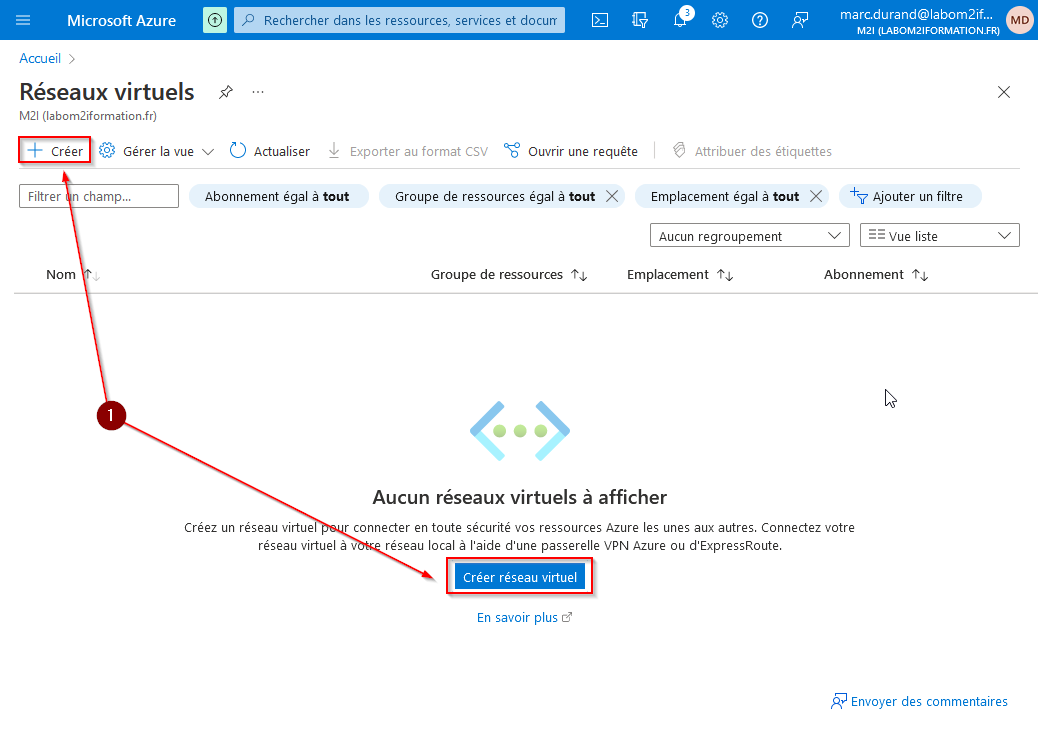 Microsoft Azure
Rechercher dans les ressources, services et docum
3
marc.durand@labom2if...
M2I (LABOM2IFORMATION.FR)
MD
Accueil
Réseaux virtuels
...
M2I (labom2iformation.fr)
Créer
Gérer la vue
Actualiser
Exporter au format CSV
Ouvrir une requête
Attribuer des étiquettes
Filtrer un champ...
Abonnement égal à tout
Groupe de ressources égal à tout
Emplacement égal à tout
Ajouter un filtre
Aucun regroupement
Vue liste
Nom
Groupe de ressources
Emplacement
Abonnement
1
Aucun réseaux virtuels à afficher
Créez un réseau virtuel pour connecter en toute sécurité vos ressources Azure les unes aux autres. Connectez votre
réseau virtuel à votre réseau local à l'aide d'une passerelle VPN Azure ou d'ExpressRoute.
Créer réseau virtuel
En savoir plus
Envoyer des commentaires